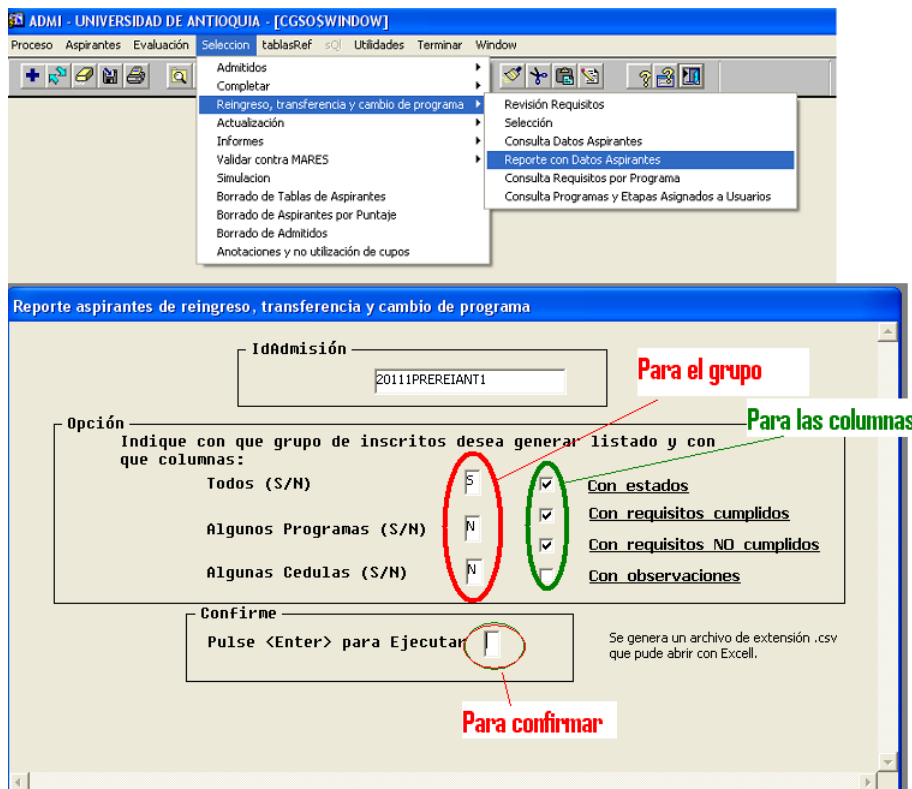 ADMI - UNIVERSIDAD DE ANTIOQUIA - [CGSO$WINDOW]
Proceso Aspirantes Evaluación Seleccion tablasRef sQl Utilidades Terminar Window
Admitidos
Completar
Reingreso, transferencia y cambio de programa
Actualización
Informes
Validar contra MARES
Simulacion
Borrado de Tablas de Aspirantes
Borrado de Aspirantes por Puntaje
Borrado de Admitidos
Anotaciones y no utilización de cupos
Revisión Requisitos
Selección
Consulta Datos Aspirantes
Reporte con Datos Aspirantes
Consulta Requisitos por Programa
Consulta Programas y Etapas Asignados a Usuarios
Reporte aspirantes de reingreso, transferencia y cambio de programa
IdAdmisión
20111PREREIANT1
Para el grupo
Para las columnas
Opción
Indique con que grupo de inscritos desea generar listado y con
que columnas:
Todos (S/N) S Con estados
Algunos Programas (S/N) N Con requisitos cumplidos
Con requisitos NO cumplidos
Algunas Cedulas (S/N) N Con observaciones
Confirme
Pulse <Enter> para Ejecutar
Se genera un archivo de extensión .csv
que pude abrir con Excell.
Para confirmar